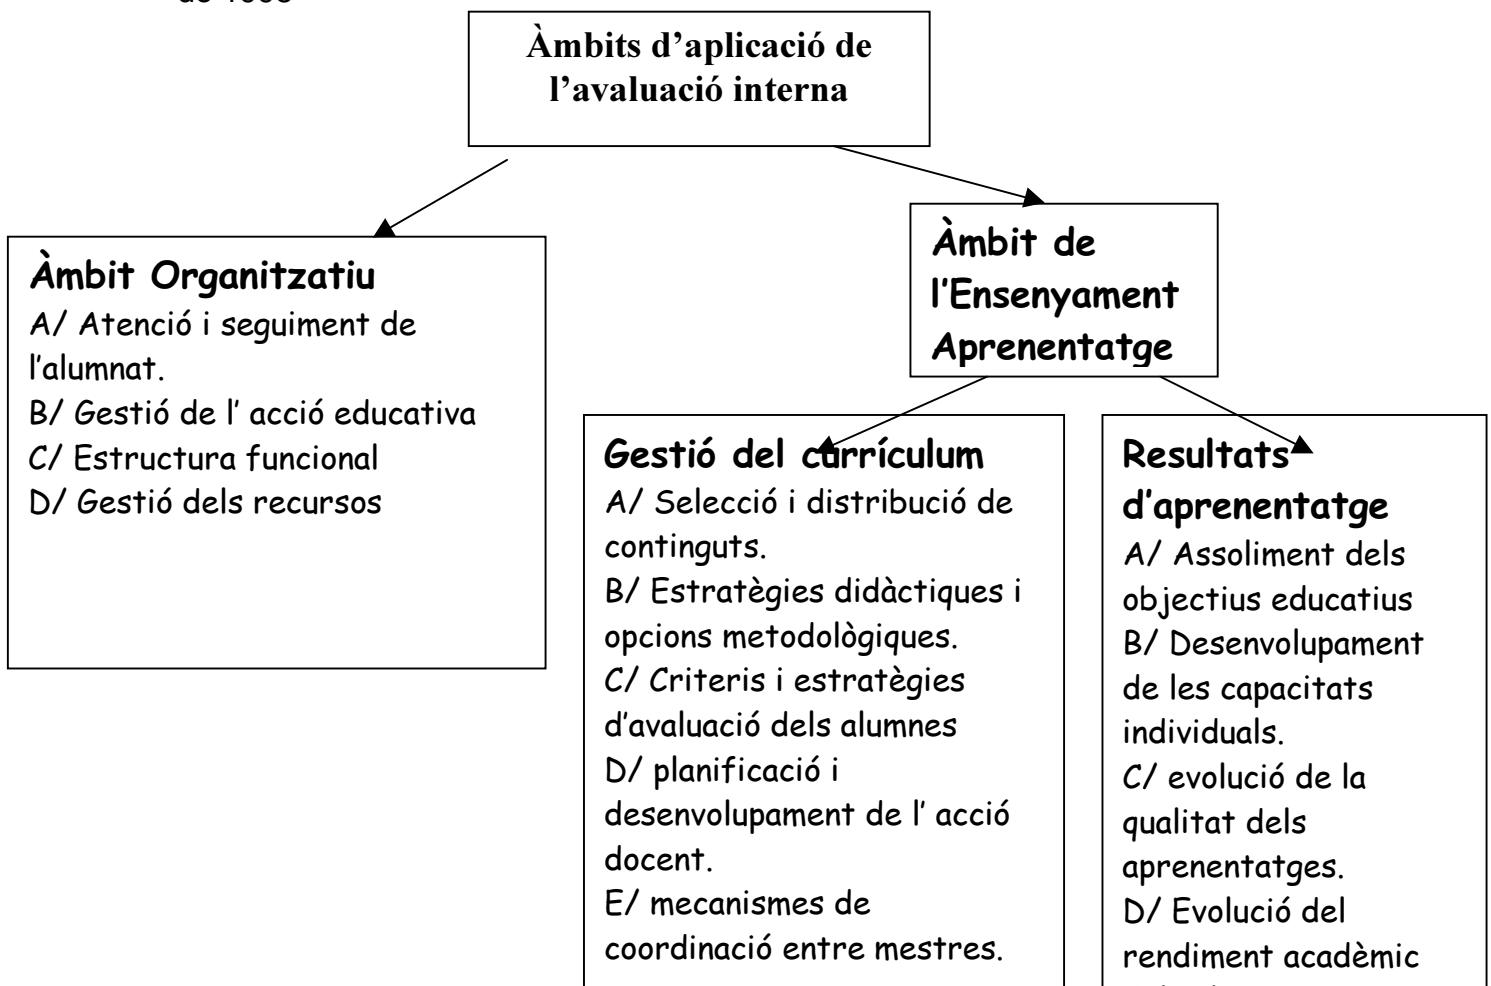 Àmbits d’aplicació de
l’avaluació interna
Àmbit Organitzatiu
A/ Atenció i seguiment de
l’alumnat.
B/ Gestió de l’ acció educativa
C/ Estructura funcional
D/ Gestió dels recursos
Àmbit de
l’Ensenyament
Aprenentatge
Gestió del currículum
A/ Selecció i distribució de
continguts.
B/ Estratègies didàctiques i
opcions metodològiques.
C/ Criteris i estratègies
d’avaluació dels alumnes
D/ planificació i
desenvolupament de l’ acció
docent.
E/ mecanismes de
coordinació entre mestres.
Resultats
d’aprenentatge
A/ Assoliment dels
objectius educatius
B/ Desenvolupament
de les capacitats
individuals.
C/ evolució de la
qualitat dels
aprenentatges.
D/ Evolució del
rendiment acadèmic